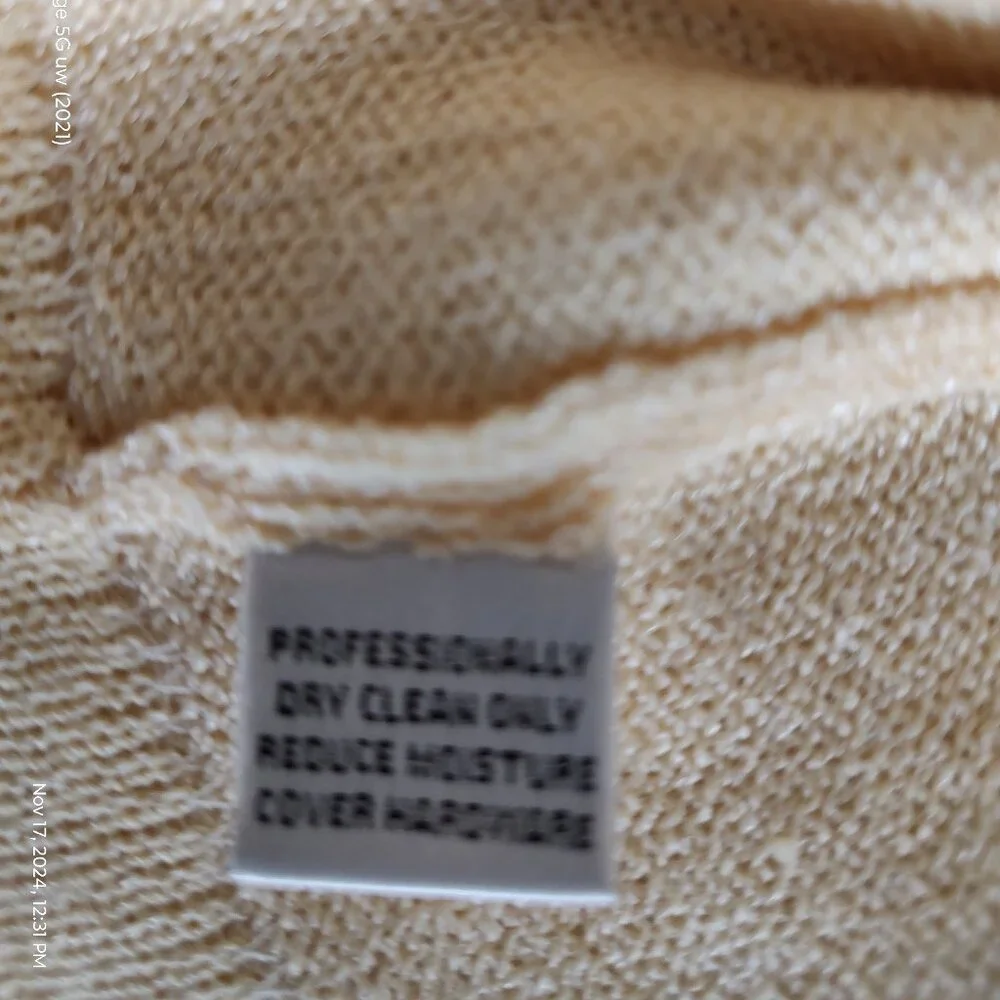 ge 5G uw (2021)
PROFESSIONALLY
DRY CLEAN ONLY
REDUCE MOISTURE
COVER HARDWARE
Nov 17, 2024, 12:31 PM